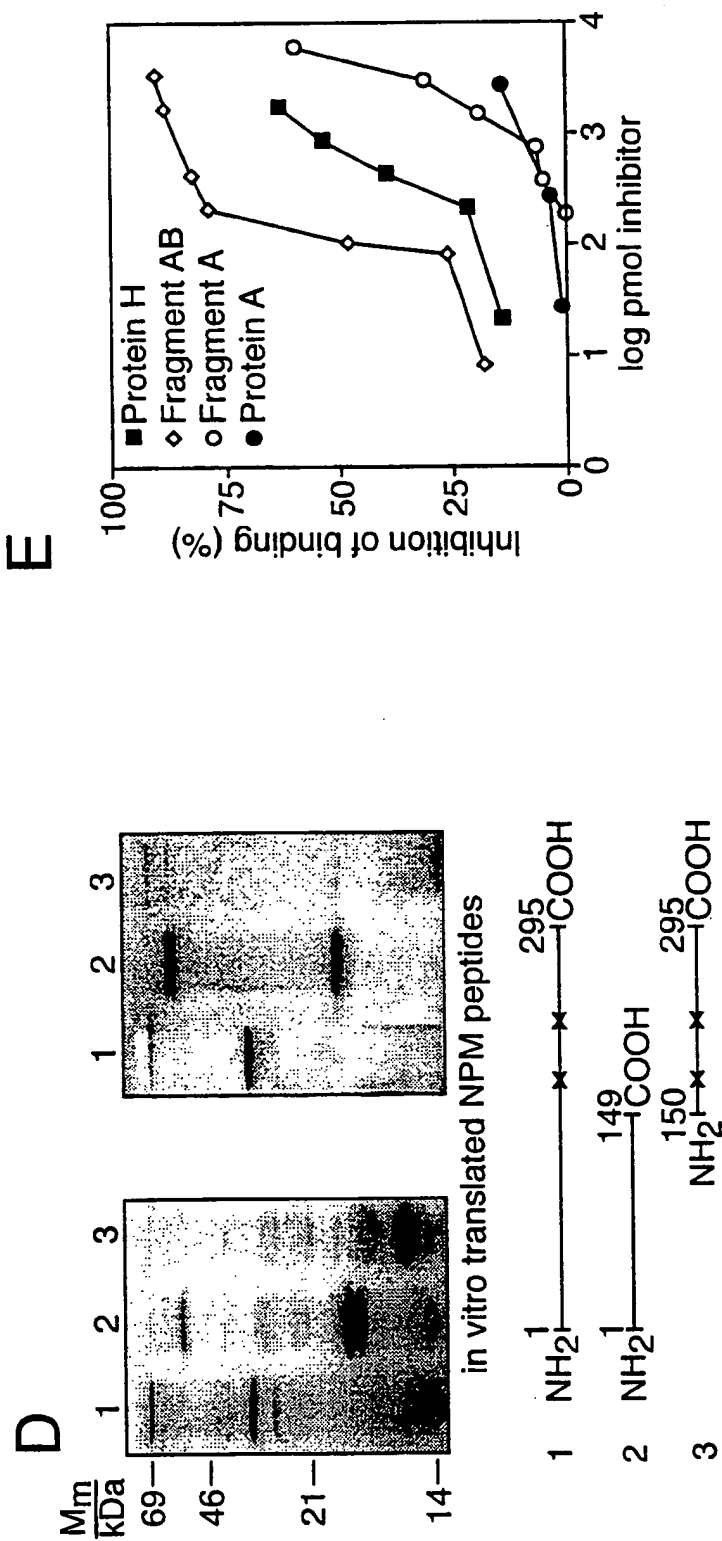 D
Mm
kDa
69
46
21
14
1 2 3
1 2 3
in vitro translated NPM peptides
1 NH2 1 295 COOH
2 NH2 1 149 COOH
3 NH2 150 295 COOH
E
Inhibition of binding (%)
100
75
50
25
0
Protein H
Fragment AB
Fragment A
Protein A
0 1 2 3 4
log pmol inhibitor